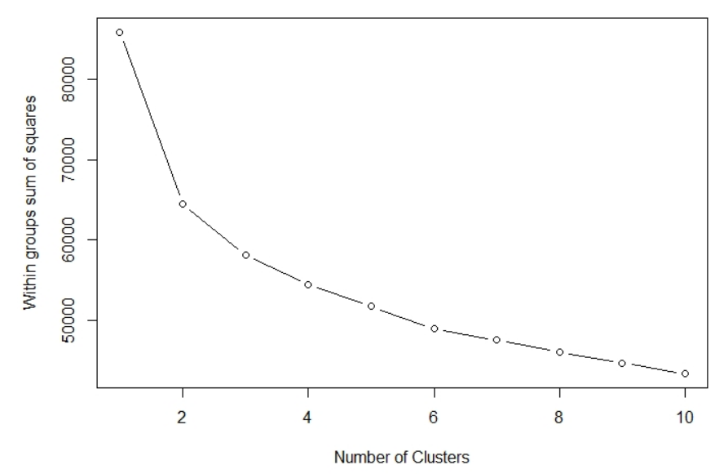 80000
70000
60000
50000
Within groups sum of squares
2 4 6 8 10
Number of Clusters